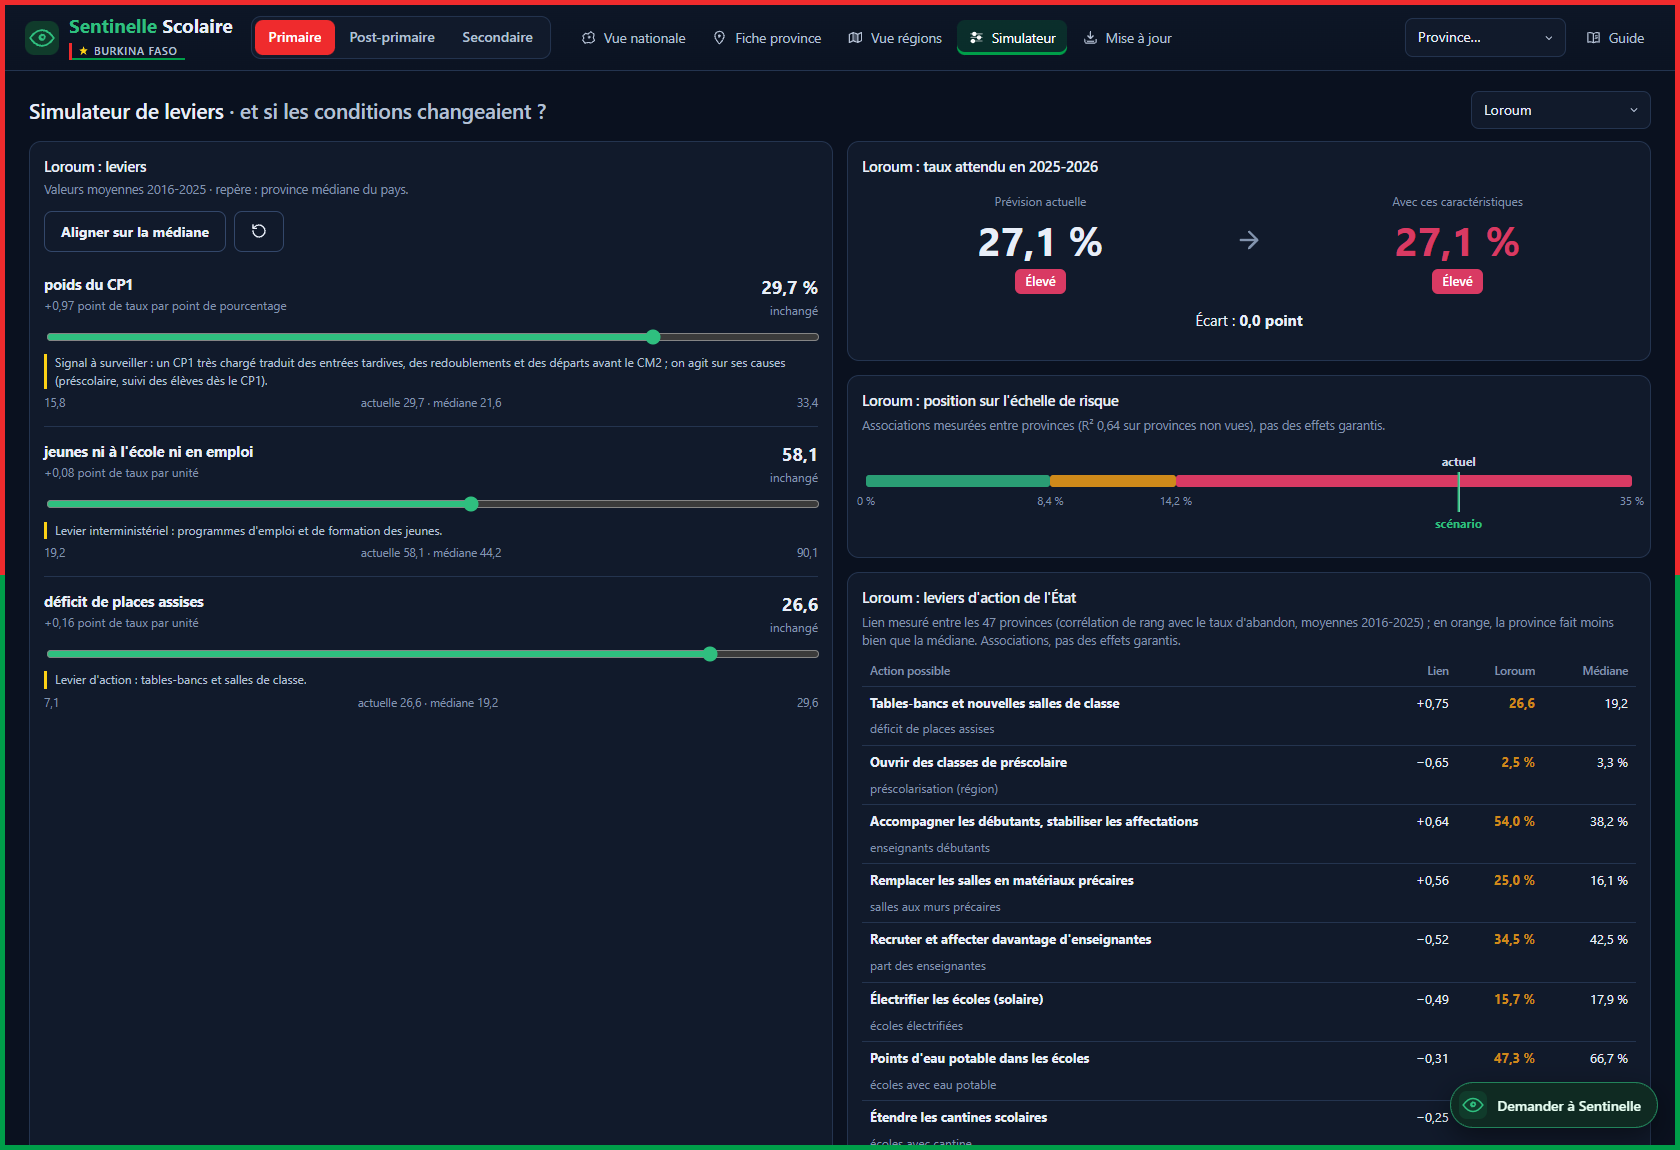 Sentinelle Scolaire
★ BURKINA FASO
Primaire
Post-primaire
Secondaire
Vue nationale
Fiche province
Vue régions
Simulateur
Mise à jour
Province...
Guide
Simulateur de leviers · et si les conditions changeaient ?
Loroum
Loroum : leviers
Valeurs moyennes 2016-2025 · repère : province médiane du pays.
Aligner sur la médiane
poids du CP1
29,7 %
+0,97 point de taux par point de pourcentage
inchangé
Signal à surveiller : un CP1 très chargé traduit des entrées tardives, des redoublements et des départs avant le CM2 ; on agit sur ses causes
(préscolaire, suivi des élèves dès le CP1).
15,8
actuelle 29,7 · médiane 21,6
33,4
jeunes ni à l'école ni en emploi
58,1
+0,08 point de taux par unité
inchangé
Levier interministériel : programmes d'emploi et de formation des jeunes.
19,2
actuelle 58,1 · médiane 44,2
90,1
déficit de places assises
26,6
+0,16 point de taux par unité
inchangé
Levier d'action : tables-bancs et salles de classe.
7,1
actuelle 26,6 · médiane 19,2
29,6
Loroum : taux attendu en 2025-2026
Prévision actuelle
Avec ces caractéristiques
27,1 %
→
27,1 %
Élevé
Élevé
Écart : 0,0 point
Loroum : position sur l'échelle de risque
Associations mesurées entre provinces (R² 0,64 sur provinces non vues), pas des effets garantis.
actuel
0 %
8,4 %
14,2 %
35 %
scénario
Loroum : leviers d'action de l'État
Lien mesuré entre les 47 provinces (corrélation de rang avec le taux d'abandon, moyennes 2016-2025) ; en orange, la province fait moins
bien que la médiane. Associations, pas des effets garantis.
Action possible Lien Loroum Médiane
Tables-bancs et nouvelles salles de classe +0,75 26,6 19,2
déficit de places assises
Ouvrir des classes de préscolaire −0,65 2,5 % 3,3 %
préscolarisation (région)
Accompagner les débutants, stabiliser les affectations +0,64 54,0 % 38,2 %
enseignants débutants
Remplacer les salles en matériaux précaires +0,56 25,0 % 16,1 %
salles aux murs précaires
Recruter et affecter davantage d'enseignantes −0,52 34,5 % 42,5 %
part des enseignantes
Électrifier les écoles (solaire) −0,49 15,7 % 17,9 %
écoles électrifiées
Points d'eau potable dans les écoles −0,31 47,3 % 66,7 %
écoles avec eau potable
Étendre les cantines scolaires −0,25
écoles avec cantine
Demander à Sentinelle